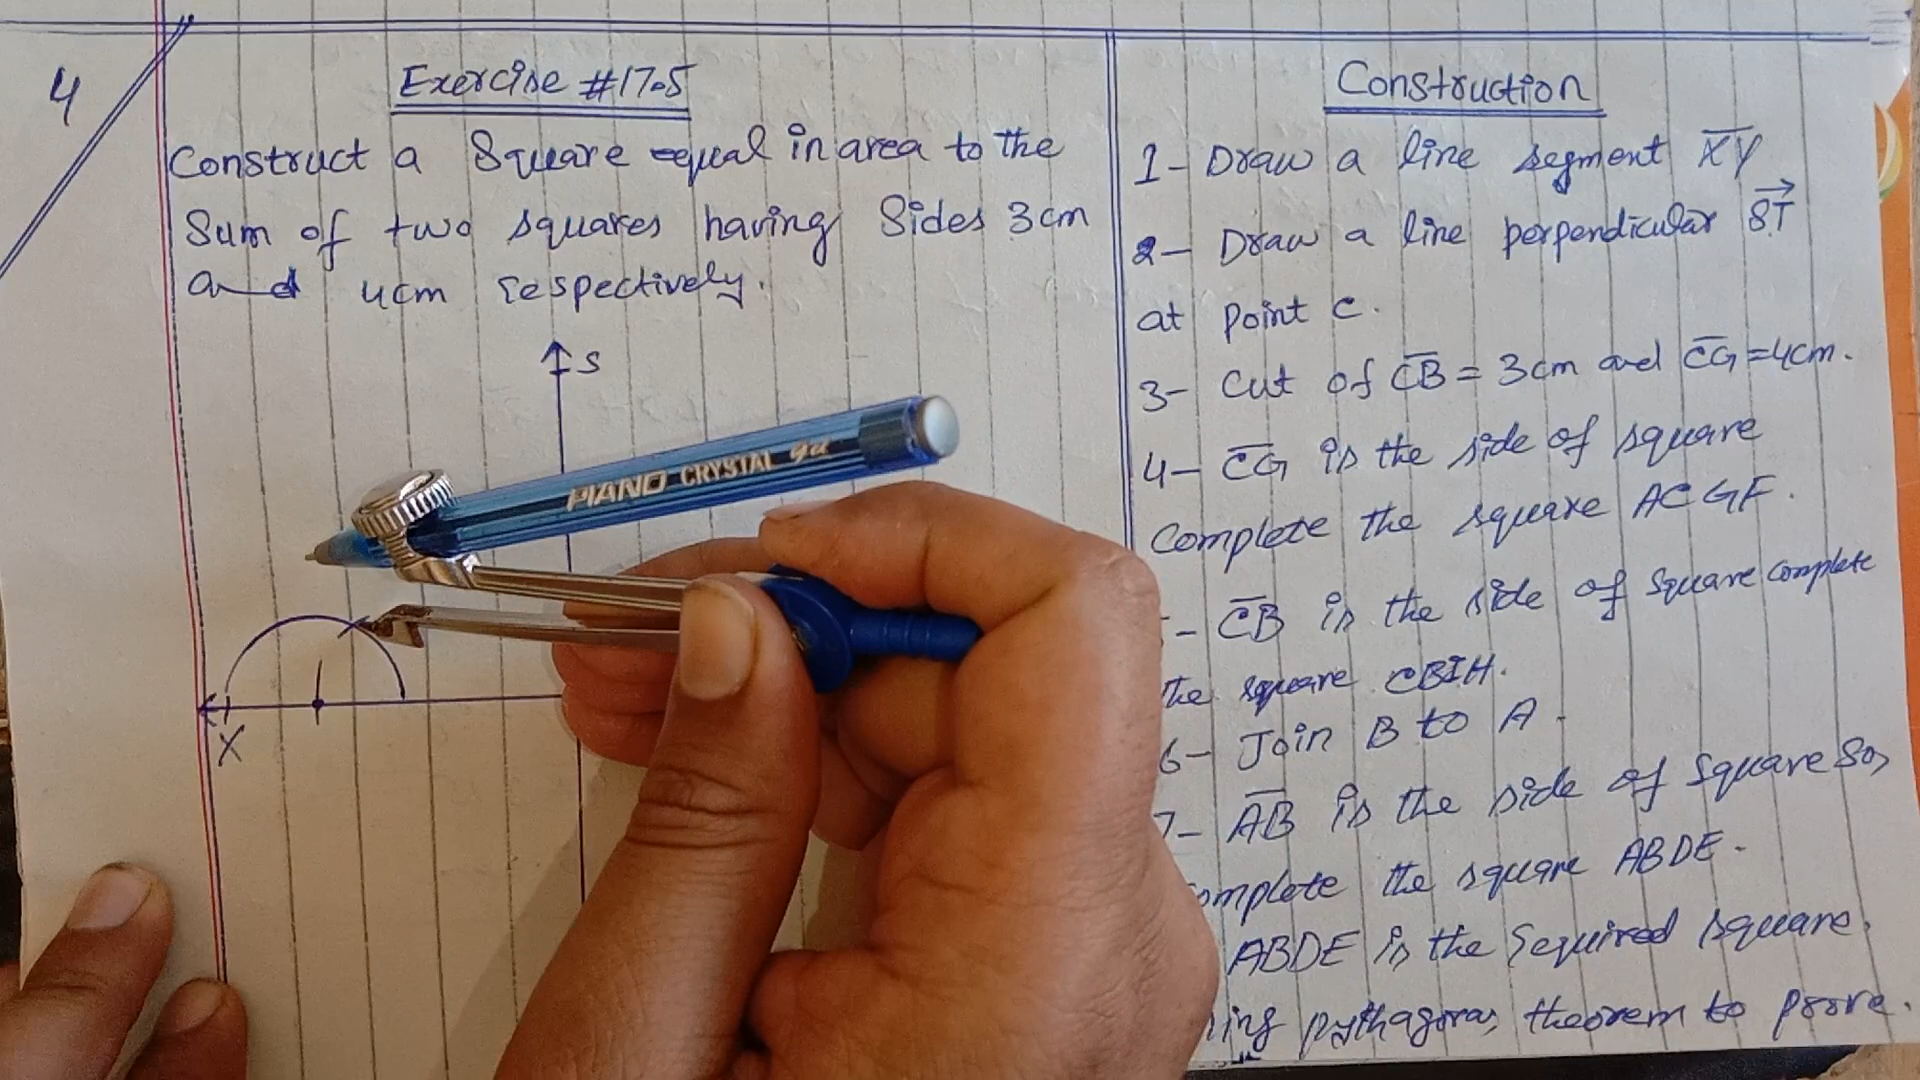 4
Exercise #17.5
Construct a Square equal in area to the
Sum of two squares having Sides 3cm
and 4cm respectively.
S
PIANO CRYSTAL
X
Construction
1- Draw a line segment XY
2- Draw a line perpendicular ST
at point C.
3- Cut of CB = 3cm and CG = 4cm.
4- CG is the side of square
Complete the square ACGF.
- CB is the side of square complete
the square CBIH.
6- Join B to A.
7- AB is the side of square so,
omplete the square ABDE.
ABDE is the required square.
ing pythagoras theorem to prove.